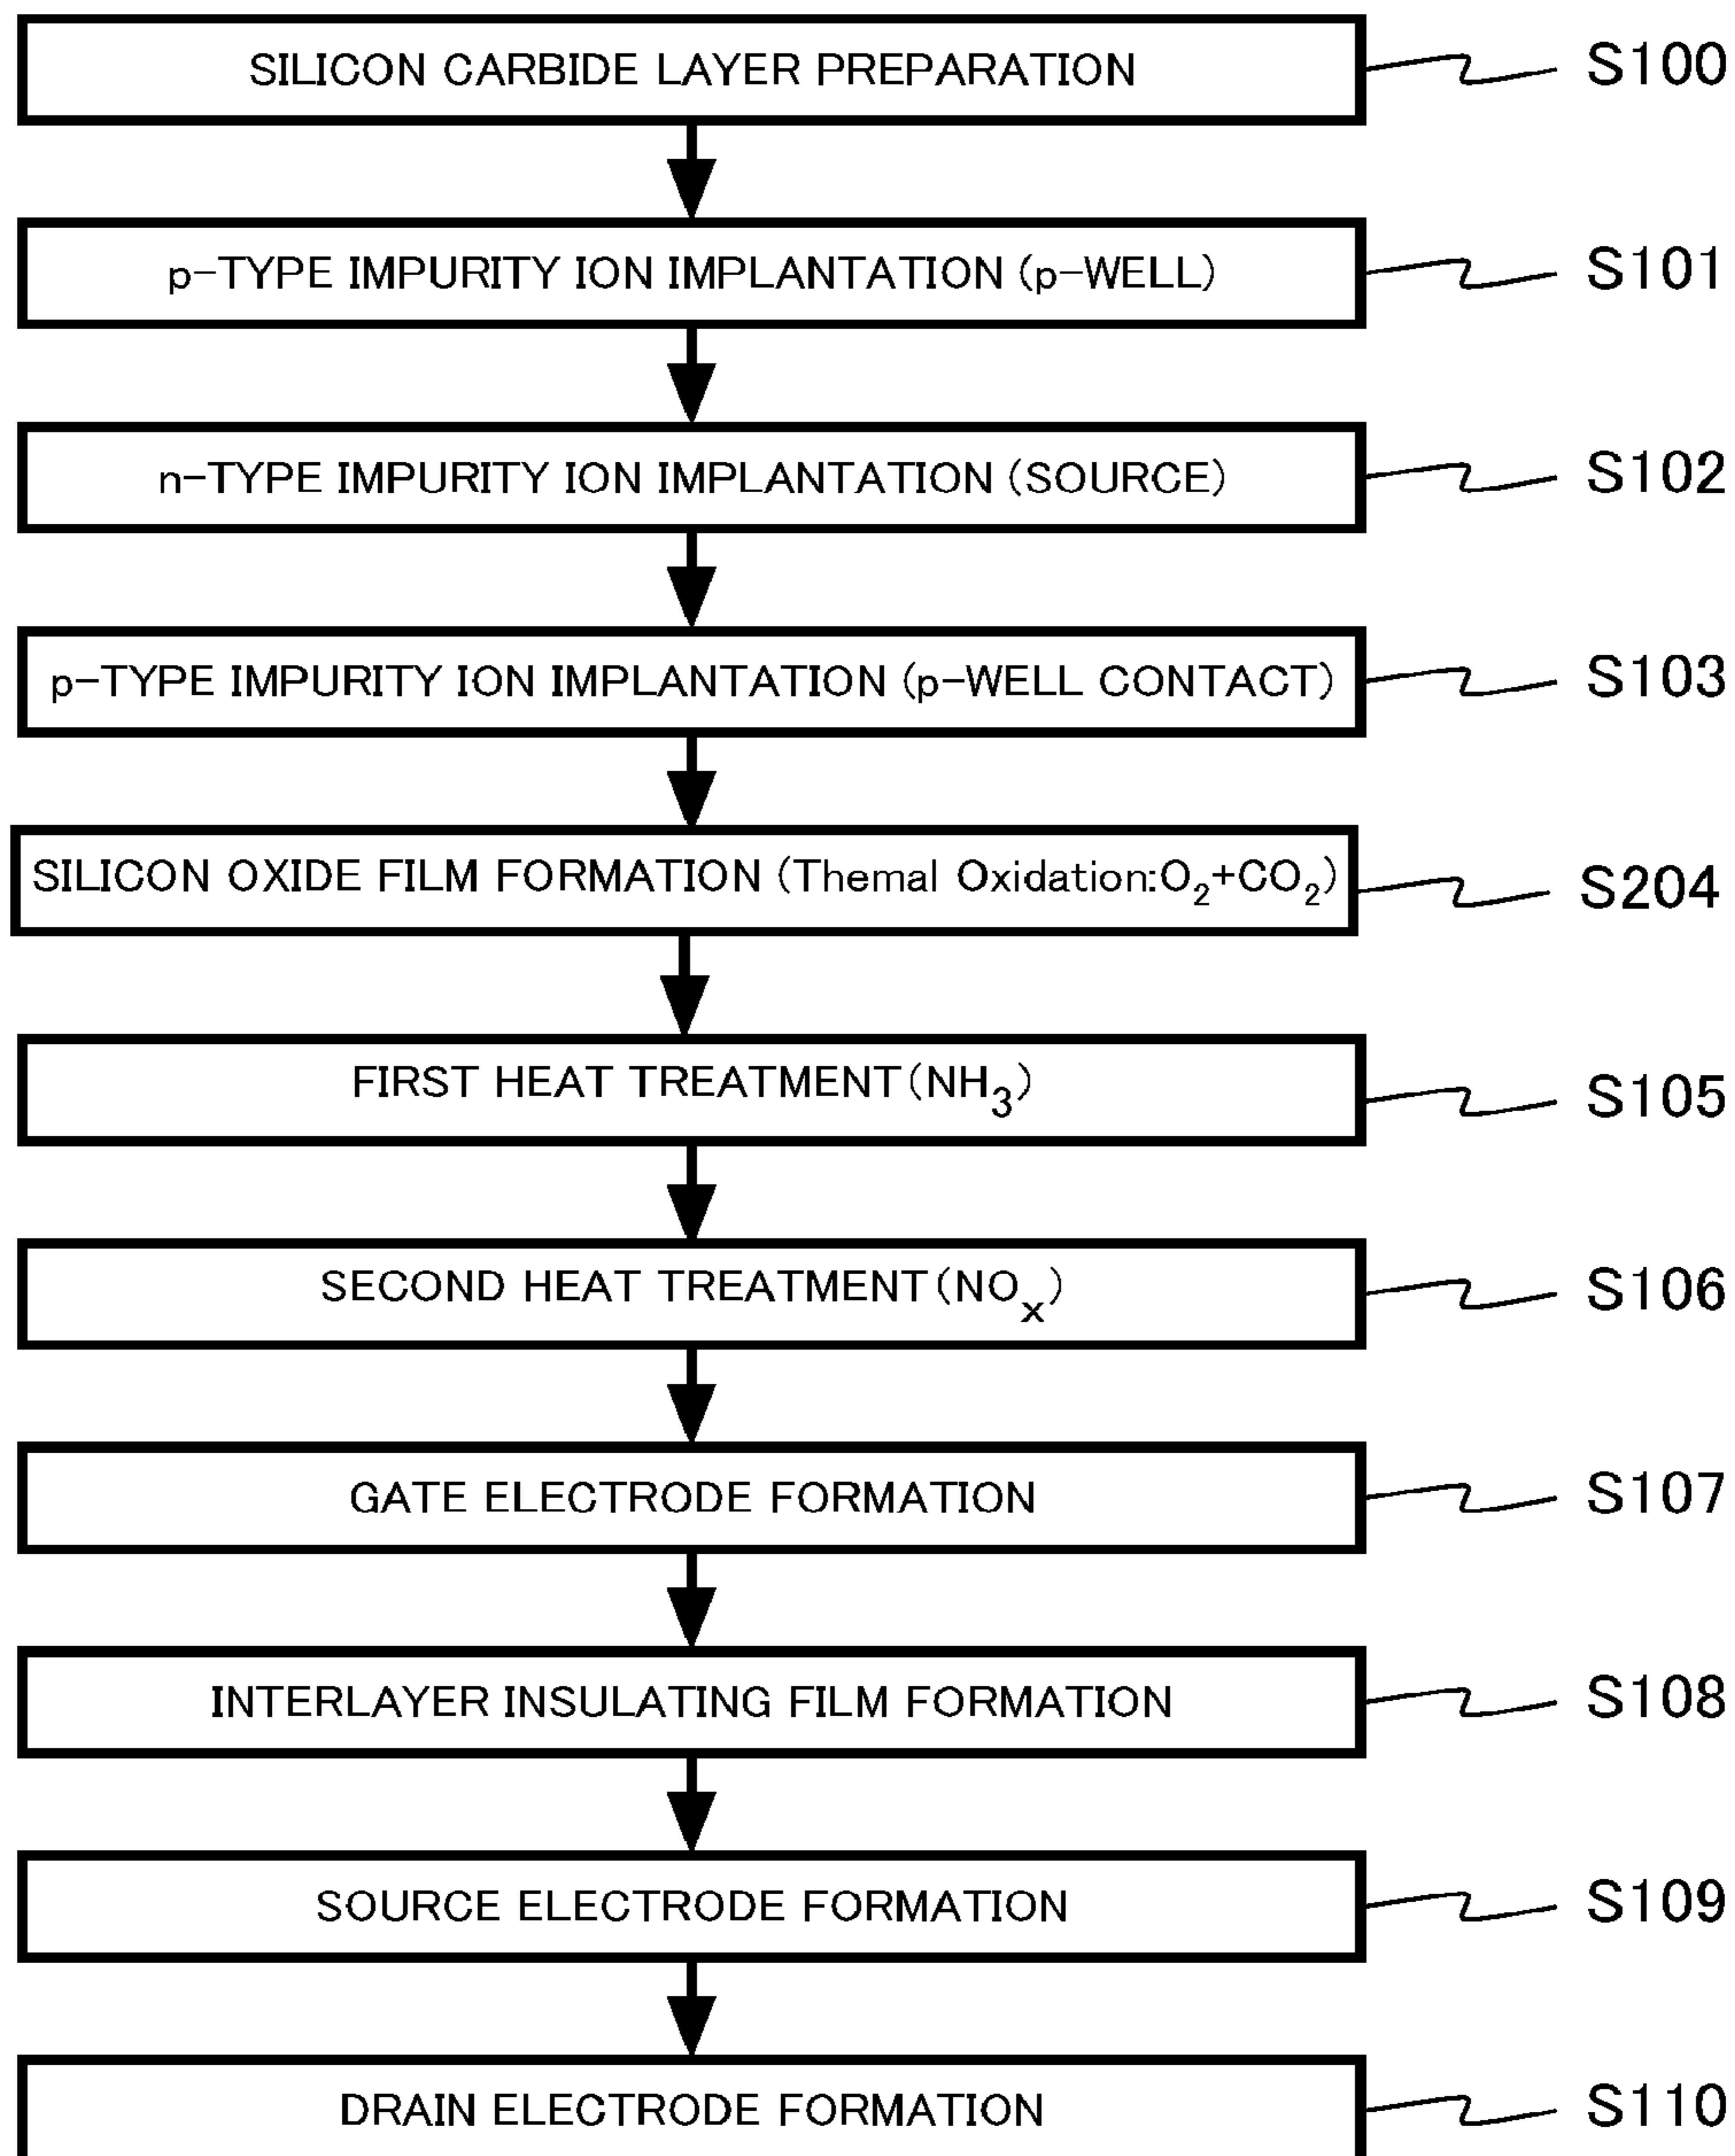 SILICON CARBIDE LAYER PREPARATION S100
p-TYPE IMPURITY ION IMPLANTATION (p-WELL) S101
n-TYPE IMPURITY ION IMPLANTATION (SOURCE) S102
p-TYPE IMPURITY ION IMPLANTATION (p-WELL CONTACT) S103
SILICON OXIDE FILM FORMATION (Themal Oxidation:O₂+CO₂) S204
FIRST HEAT TREATMENT(NH₃) S105
SECOND HEAT TREATMENT(NOₓ) S106
GATE ELECTRODE FORMATION S107
INTERLAYER INSULATING FILM FORMATION S108
SOURCE ELECTRODE FORMATION S109
DRAIN ELECTRODE FORMATION S110